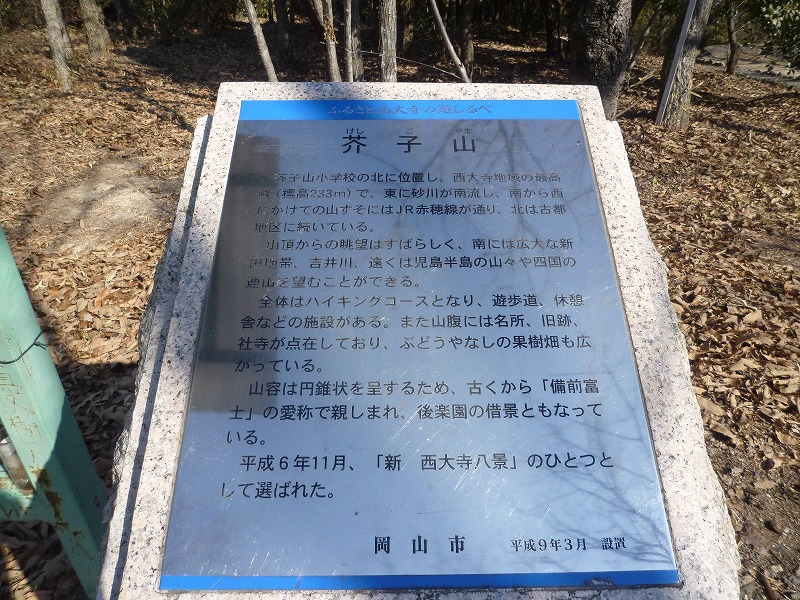 ふるさと西大寺の道しるべ
けし ご やま
芥子山
芥子山小学校の北に位置し、西大寺地域の最高
峰（標高233m）で、東に砂川が南流し、南から西
にかけての山すそにはJR赤穂線が通り、北は古都
地区に続いている。
山頂からの眺望はすばらしく、南には広大な新
田地帯、吉井川、遠くは児島半島の山々や四国の
連山を望むことができる。
全体はハイキングコースとなり、遊歩道、休憩
舎などの施設がある。また山腹には名所、旧跡、
社寺が点在しており、ぶどうやなしの果樹畑も広
がっている。
山容は円錐状を呈するため、古くから「備前富
士」の愛称で親しまれ、後楽園の借景ともなって
いる。
平成６年11月、「新　西大寺八景」のひとつと
して選ばれた。
岡山市　平成９年３月　設置